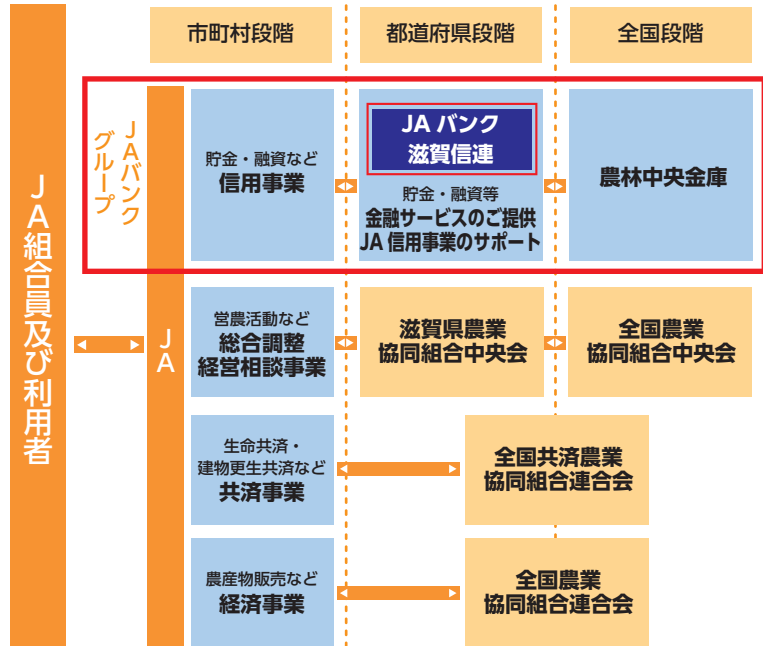 市町村段階
都道府県段階
全国段階
JA組合員及び利用者
JAバンク
グループ
JA
貯金・融資など
信用事業
JA バンク
滋賀信連
貯金・融資等
金融サービスのご提供
JA 信用事業のサポート
農林中央金庫
営農活動など
総合調整
経営相談事業
滋賀県農業
協同組合中央会
全国農業
協同組合中央会
生命共済・
建物更生共済など
共済事業
全国共済農業
協同組合連合会
農産物販売など
経済事業
全国農業
協同組合連合会